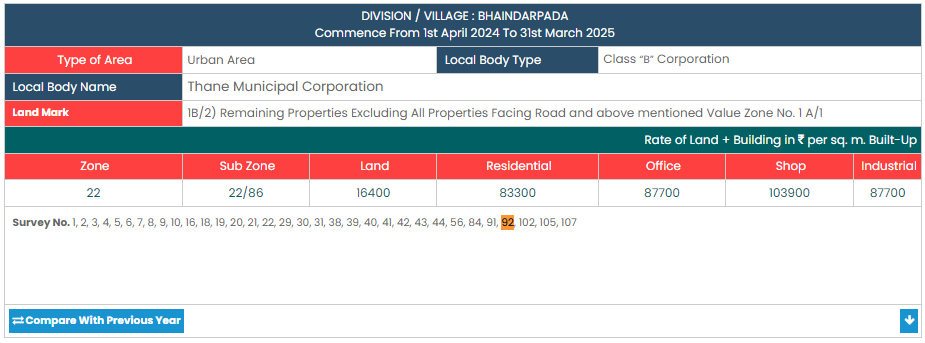 DIVISION / VILLAGE : BHAINDARPADA
Commence From 1st April 2024 To 31st March 2025
Type of Area Urban Area Local Body Type Class "B" Corporation
Local Body Name Thane Municipal Corporation
Land Mark 1B/2) Remaining Properties Excluding All Properties Facing Road and above mentioned Value Zone No. 1 A/1
Rate of Land + Building in ₹ per sq. m. Built-Up
Zone Sub Zone Land Residential Office Shop Industrial
22 22/86 16400 83300 87700 103900 87700
Survey No. 1, 2, 3, 4, 5, 6, 7, 8, 9, 10, 16, 18, 19, 20, 21, 22, 29, 30, 31, 38, 39, 40, 41, 42, 43, 44, 56, 84, 91, 92, 102, 105, 107
Compare With Previous Year